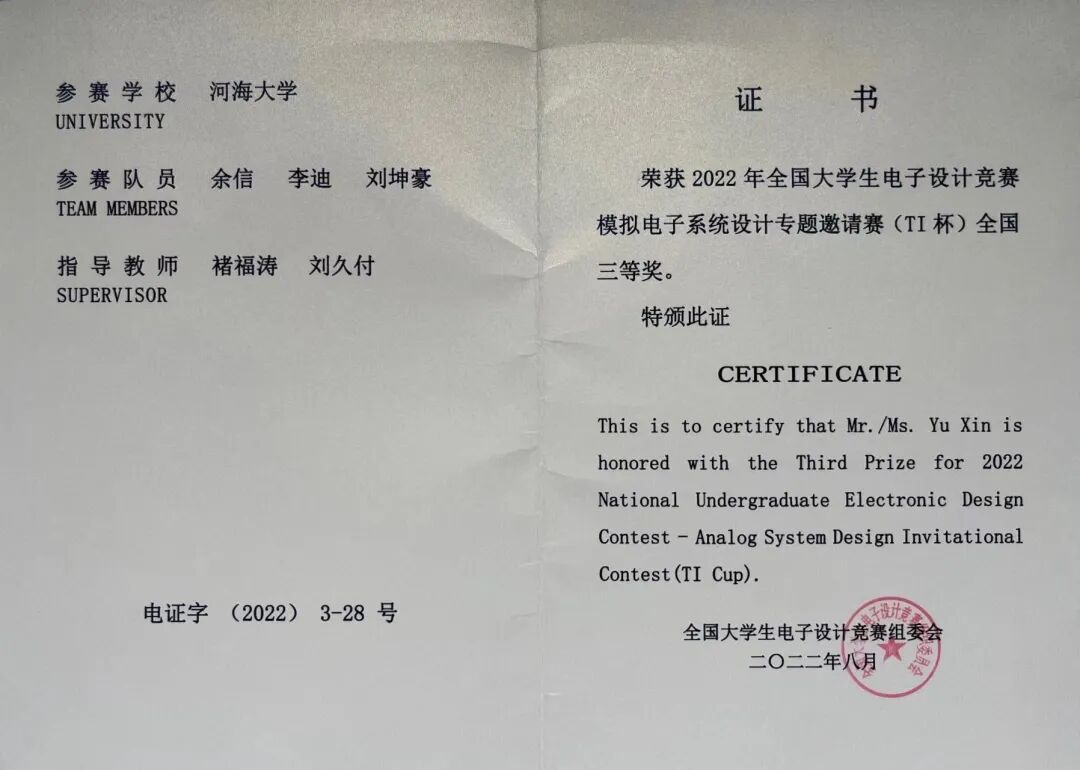 参赛学校 河海大学
UNIVERSITY
参赛队员 余信 李迪 刘坤豪
TEAM MEMBERS
指导教师 褚福涛 刘久付
SUPERVISOR
电证字 （2022） 3-28 号
证 书
荣获 2022 年全国大学生电子设计竞赛
模拟电子系统设计专题邀请赛（TI 杯）全国
三等奖。
特颁此证
CERTIFICATE
This is to certify that Mr./Ms. Yu Xin is
honored with the Third Prize for 2022
National Undergraduate Electronic Design
Contest - Analog System Design Invitational
Contest(TI Cup).
全国大学生电子设计竞赛组委会
二〇二二年八月